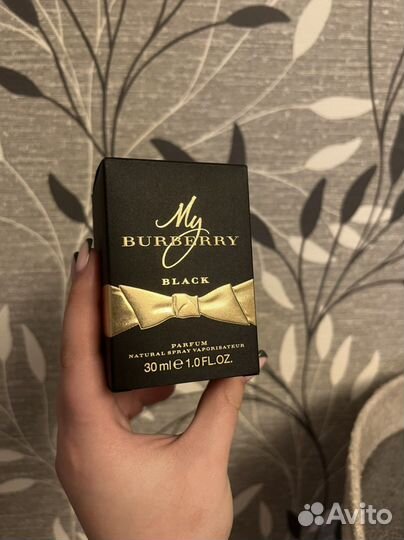 My
BURBERRY
BLACK
PARFUM
NATURAL SPRAY VAPORISATEUR
30 ml e 1.0 FL.OZ.
Avito